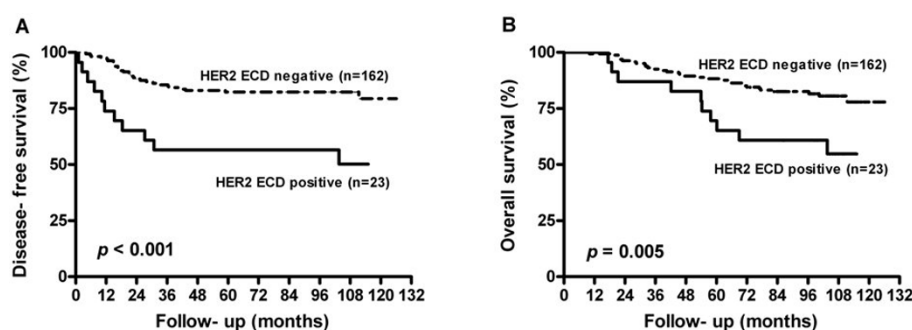 A
Disease- free survival (%)
100
75
50
25
0
HER2 ECD negative (n=162)
HER2 ECD positive (n=23)
p < 0.001
0 12 24 36 48 60 72 84 96 108 120 132
Follow- up (months)
B
Overall survival (%)
100
75
50
25
0
HER2 ECD negative (n=162)
HER2 ECD positive (n=23)
p = 0.005
0 12 24 36 48 60 72 84 96 108 120 132
Follow- up (months)